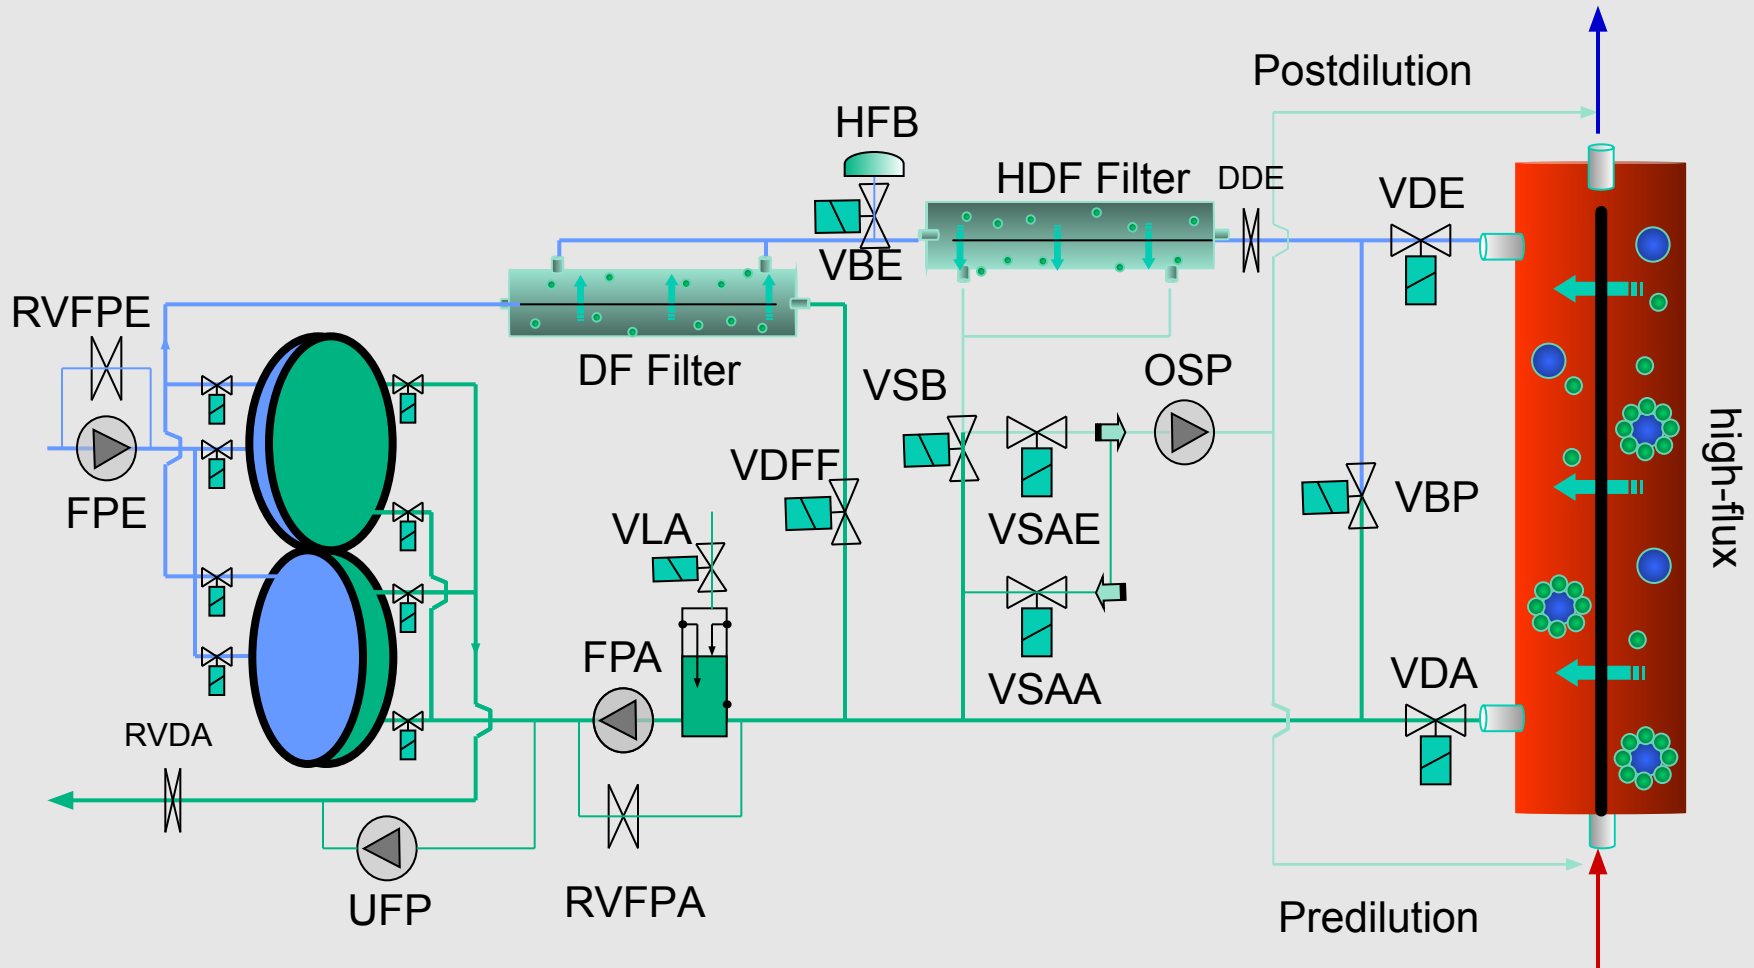 Postdilution
HFB
HDF Filter
DDE
VDE
VBE
RVFPE
DF Filter
VSB
OSP
high-flux
VDFF
VBP
FPE
VLA
VSAE
FPA
VSAA
VDA
RVDA
UFP
RVFPA
Predilution